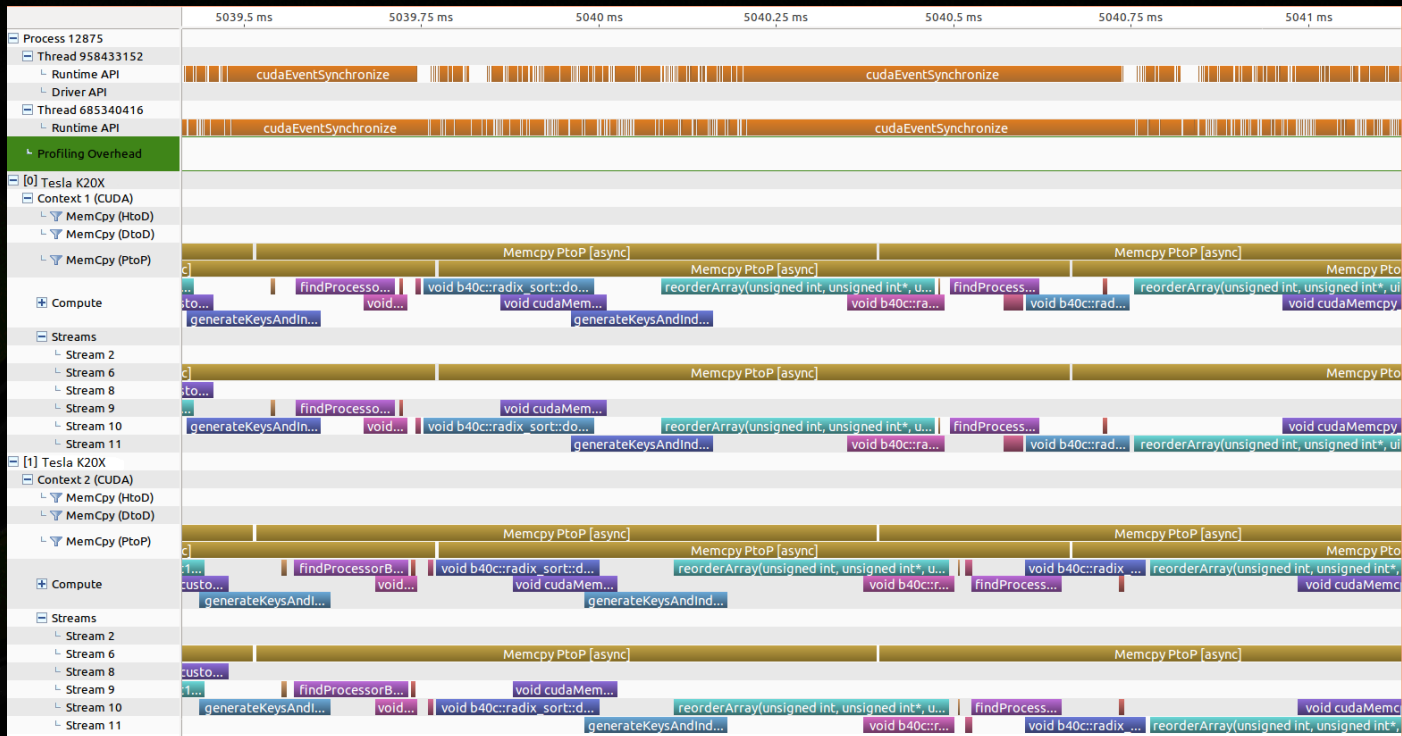 5039.5 ms 5039.75 ms 5040 ms 5040.25 ms 5040.5 ms 5040.75 ms 5041 ms
Process 12875
Thread 958433152
Runtime API cudaEventSynchronize cudaEventSynchronize
Driver API
Thread 685340416
Runtime API cudaEventSynchronize cudaEventSynchronize
Profiling Overhead
[0] Tesla K20X
Context 1 (CUDA)
MemCpy (HtoD)
MemCpy (DtoD)
MemCpy (PtoP) Memcpy PtoP [async] Memcpy PtoP [async]
c] Memcpy PtoP [async] Memcpy Pto
... findProcesso... void b40c::radix_sort::do... reorderArray(unsigned int, unsigned int*, u... findProcess... reorderArray(unsigned int, unsigned int*, ui
Compute sto... void... void cudaMem... void b40c::ra... void b40c::rad... void cudaMemcpy
generateKeysAndIn... generateKeysAndInd...
Streams
Stream 2
Stream 6 c] Memcpy PtoP [async] Memcpy Pto
Stream 8 sto...
Stream 9 ... findProcesso... void cudaMem...
Stream 10 generateKeysAndIn... void... void b40c::radix_sort::do... reorderArray(unsigned int, unsigned int*, u... findProcess... void cudaMemcpy
Stream 11 generateKeysAndInd... void b40c::ra... void b40c::rad... reorderArray(unsigned int, unsigned int*, ui
[1] Tesla K20X
Context 2 (CUDA)
MemCpy (HtoD)
MemCpy (DtoD)
MemCpy (PtoP) Memcpy PtoP [async] Memcpy PtoP [async]
c] Memcpy PtoP [async] Memcpy Pto
1... findProcessorB... void b40c::radix_sort::d... reorderArray(unsigned int, unsigned int*, u... void b40c::radix_... reorderArray(unsigned int, unsigned int*,
Compute usto... void... void cudaMem... void b40c::r... findProcess... void cudaMemc
generateKeysAndI... generateKeysAndInd...
Streams
Stream 2
Stream 6 Memcpy PtoP [async] Memcpy PtoP [async]
Stream 8 usto...
Stream 9 1... findProcessorB... void cudaMem...
Stream 10 generateKeysAndI... void... void b40c::radix_sort::d... reorderArray(unsigned int, unsigned int*, u... findProcess... void cudaMemc
Stream 11 generateKeysAndInd... void b40c::r... void b40c::radix_... reorderArray(unsigned int, unsigned int*,